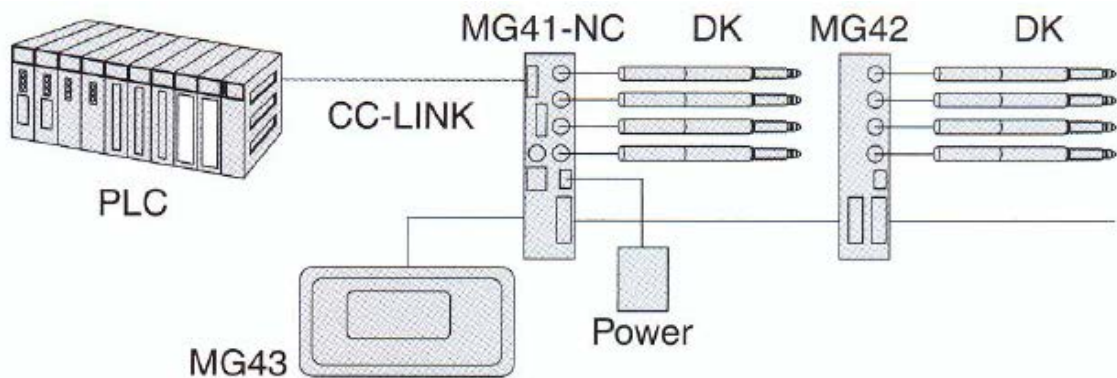 MG41-NC
DK
MG42
DK
CC-LINK
PLC
Power
MG43